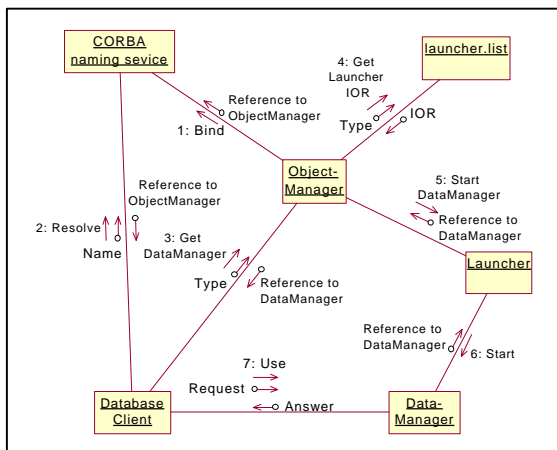 CORBA
naming sevice
launcher.list
4: Get
Launcher
IOR
Type
IOR
Reference to
ObjectManager
1: Bind
Object-
Manager
5: Start
DataManager
Reference to
DataManager
Reference to
ObjectManager
2: Resolve
Name
3: Get
DataManager
Type
Reference to
DataManager
Launcher
Reference to
DataManager
6: Start
7: Use
Request
Answer
Database
Client
Data-
Manager